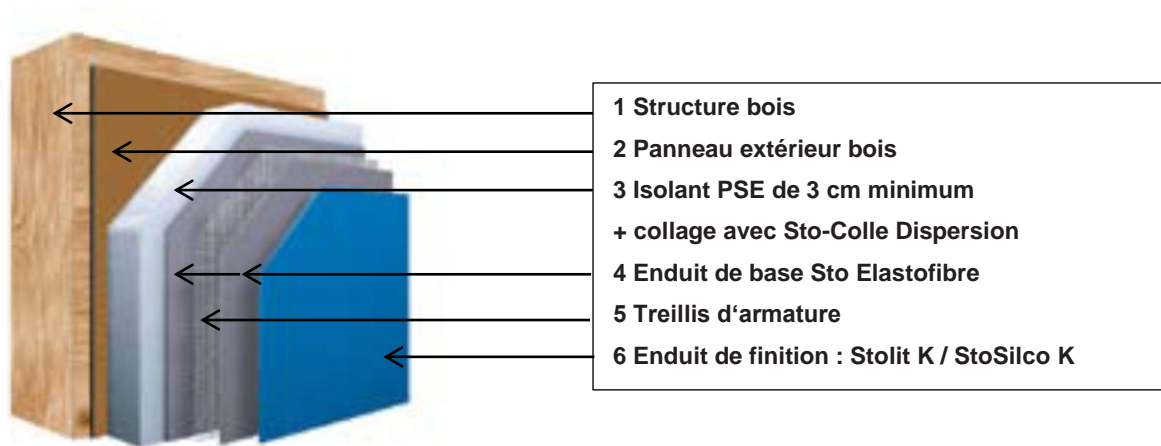 1 Structure bois
2 Panneau extérieur bois
3 Isolant PSE de 3 cm minimum
+ collage avec Sto-Colle Dispersion
4 Enduit de base Sto Elastofibre
5 Treillis d‘armature
6 Enduit de finition : Stolit K / StoSilco K